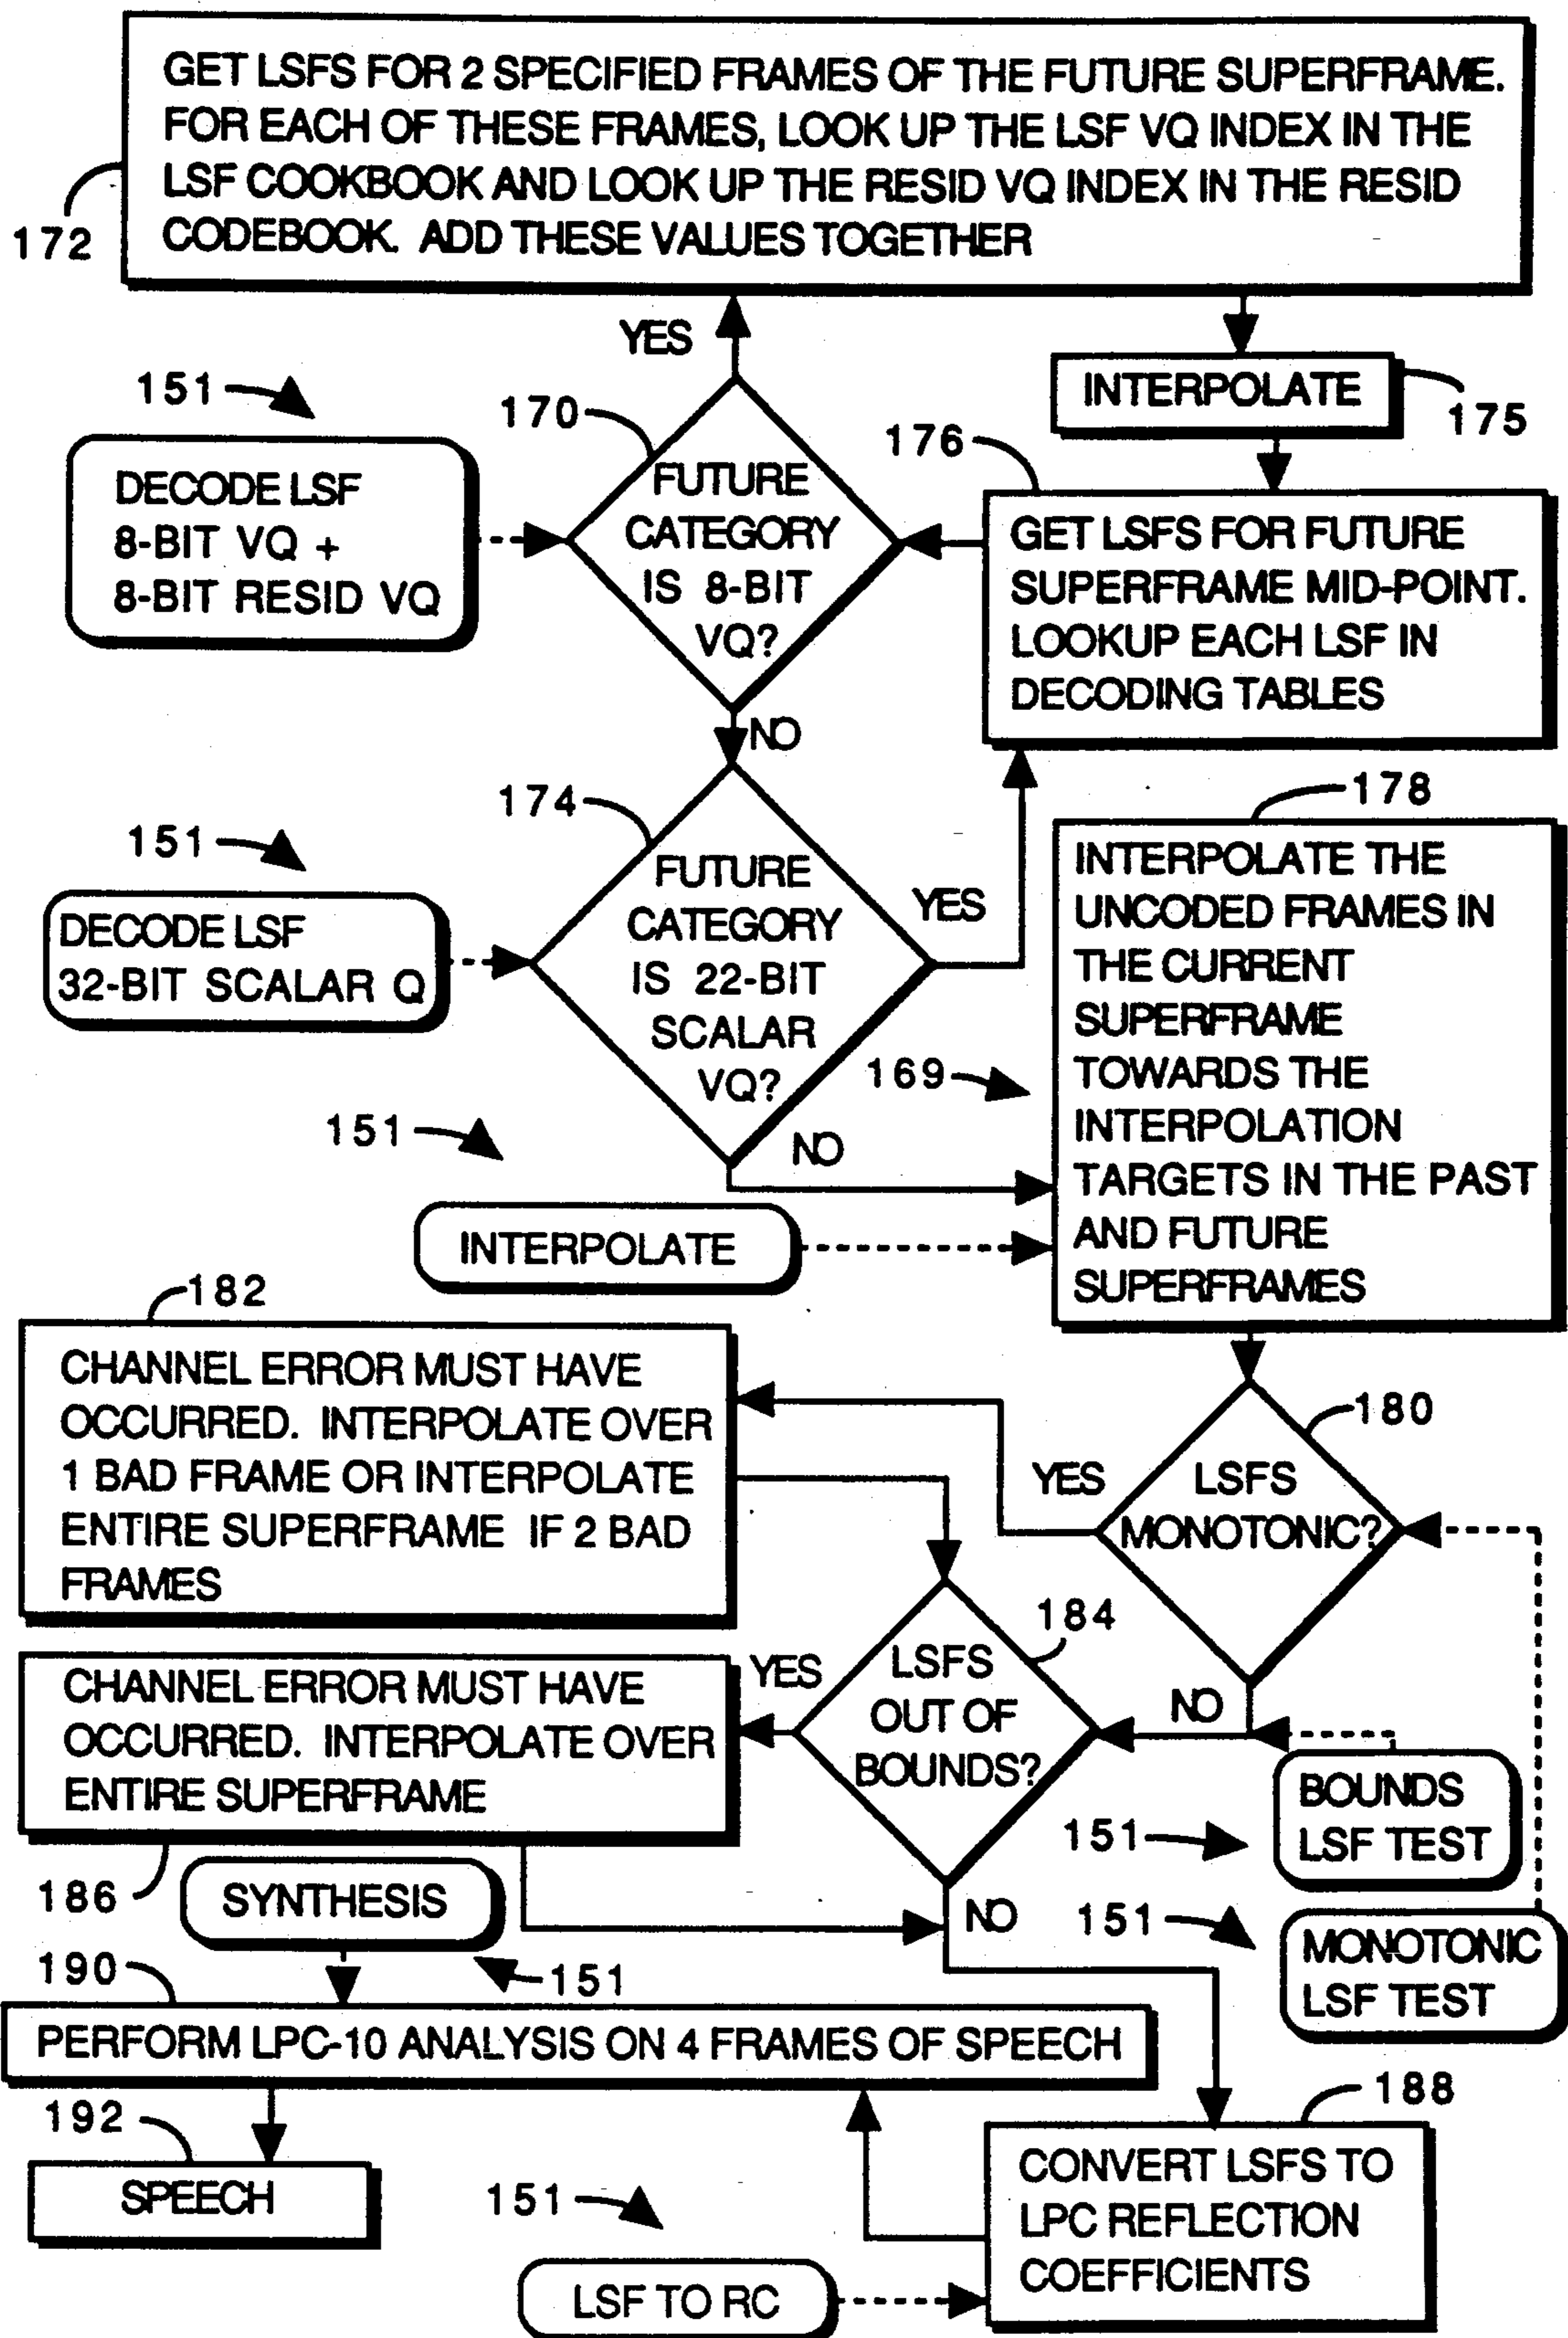 GET LSFS FOR 2 SPECIFIED FRAMES OF THE FUTURE SUPERFRAME.
FOR EACH OF THESE FRAMES, LOOK UP THE LSF VQ INDEX IN THE
LSF COOKBOOK AND LOOK UP THE RESID VQ INDEX IN THE RESID
CODEBOOK. ADD THESE VALUES TOGETHER
172
YES
INTERPOLATE
175
151
170
176
DECODE LSF
8-BIT VQ +
8-BIT RESID VQ
FUTURE
CATEGORY
IS 8-BIT
VQ?
GET LSFS FOR FUTURE
SUPERFRAME MID-POINT.
LOOKUP EACH LSF IN
DECODING TABLES
NO
174
178
151
DECODE LSF
32-BIT SCALAR Q
FUTURE
CATEGORY
IS 22-BIT
SCALAR
VQ?
YES
INTERPOLATE THE
UNCODED FRAMES IN
THE CURRENT
SUPERFRAME
TOWARDS THE
INTERPOLATION
TARGETS IN THE PAST
AND FUTURE
SUPERFRAMES
169
151
NO
INTERPOLATE
182
CHANNEL ERROR MUST HAVE
OCCURRED. INTERPOLATE OVER
1 BAD FRAME OR INTERPOLATE
ENTIRE SUPERFRAME IF 2 BAD
FRAMES
180
YES
LSFS
MONOTONIC?
184
CHANNEL ERROR MUST HAVE
OCCURRED. INTERPOLATE OVER
ENTIRE SUPERFRAME
YES
LSFS
OUT OF
BOUNDS?
NO
BOUNDS
LSF TEST
151
186
SYNTHESIS
NO
151
MONOTONIC
LSF TEST
190
151
PERFORM LPC-10 ANALYSIS ON 4 FRAMES OF SPEECH
188
192
SPEECH
CONVERT LSFS TO
LPC REFLECTION
COEFFICIENTS
151
LSF TO RC